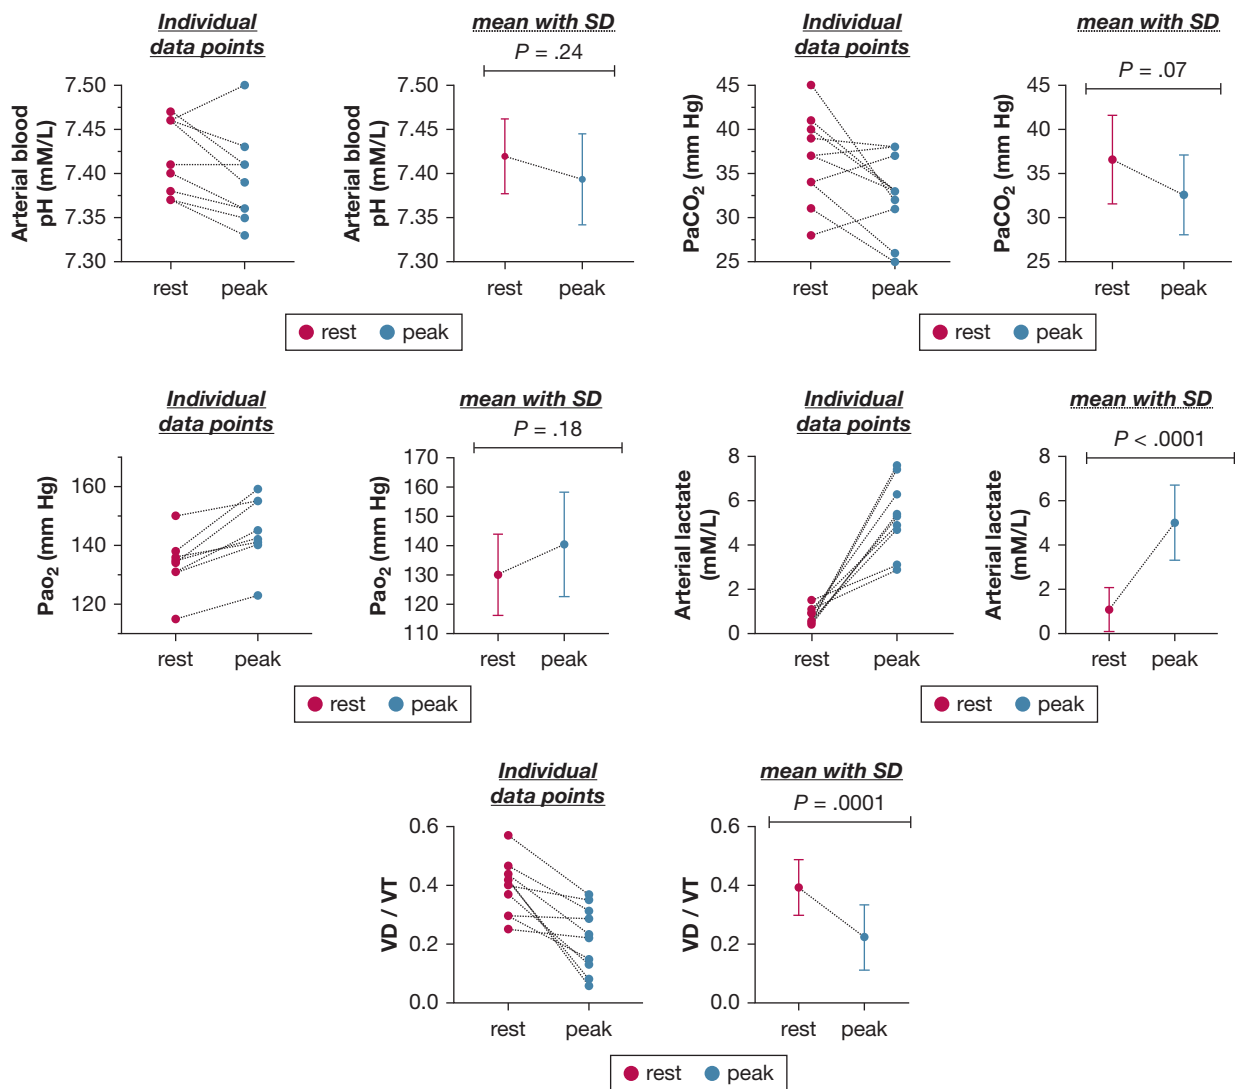 Individual
data points
mean with SD
P = .24
Arterial blood
pH (mM/L)
7.50
7.45
7.40
7.35
7.30
rest
peak
Arterial blood
pH (mM/L)
7.50
7.45
7.40
7.35
7.30
rest
peak
rest
peak
Individual
data points
mean with SD
P = .07
PaCO2 (mm Hg)
45
40
35
30
25
rest
peak
PaCO2 (mm Hg)
45
40
35
30
25
rest
peak
rest
peak
Individual
data points
mean with SD
P = .18
Pao2 (mm Hg)
160
140
120
rest
peak
Pao2 (mm Hg)
170
160
150
140
130
120
110
rest
peak
rest
peak
Individual
data points
mean with SD
P < .0001
Arterial lactate
(mM/L)
8
6
4
2
0
rest
peak
Arterial lactate
(mM/L)
8
6
4
2
0
rest
peak
rest
peak
Individual
data points
mean with SD
P = .0001
VD / VT
0.6
0.4
0.2
0.0
rest
peak
VD / VT
0.6
0.4
0.2
0.0
rest
peak
rest
peak